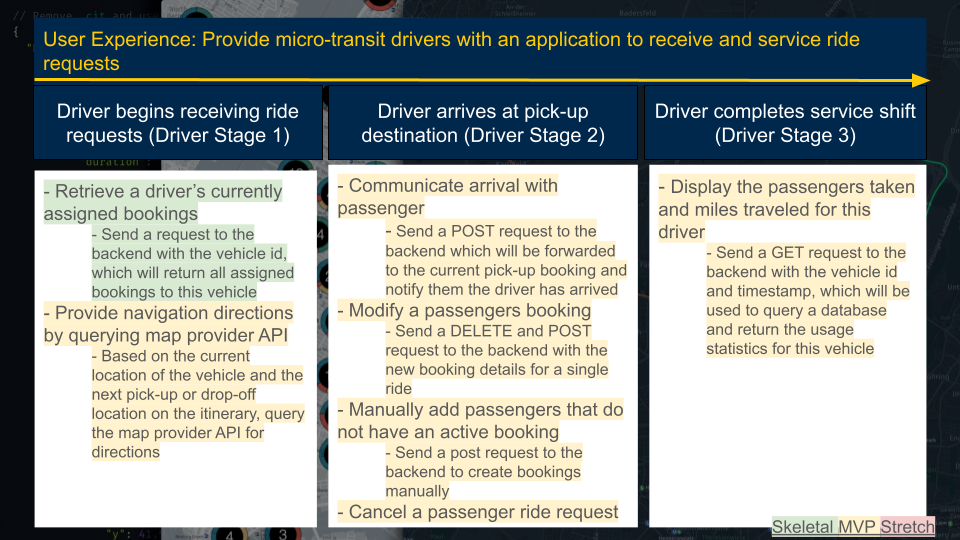 // Remove
{
User Experience: Provide micro-transit drivers with an application to receive and service ride
requests
Driver begins receiving ride
requests (Driver Stage 1)
duration
- Retrieve a driver's currently
assigned bookings
- Send a request to the
backend with the vehicle id,
which will return all assigned
bookings to this vehicle
- Provide navigation directions
by querying map provider API
- Based on the current
location of the vehicle and the
next pick-up or drop-off
location on the itinerary, query
the map provider API for
directions
Driver arrives at pick-up
destination (Driver Stage 2)
- Communicate arrival with
passenger
- Send a POST request to the
backend which will be forwarded
to the current pick-up booking and
notify them the driver has arrived
- Modify a passengers booking
- Send a DELETE and POST
request to the backend with the
new booking details for a single
ride
- Manually add passengers that do
not have an active booking
- Send a post request to the
backend to create bookings
manually
- Cancel a passenger ride request
Driver completes service shift
(Driver Stage 3)
- Display the passengers taken
and miles traveled for this
driver
- Send a GET request to the
backend with the vehicle id
and timestamp, which will be
used to query a database
and return the usage
statistics for this vehicle
Skeletal MVP Stretch
"y": 4
4
3